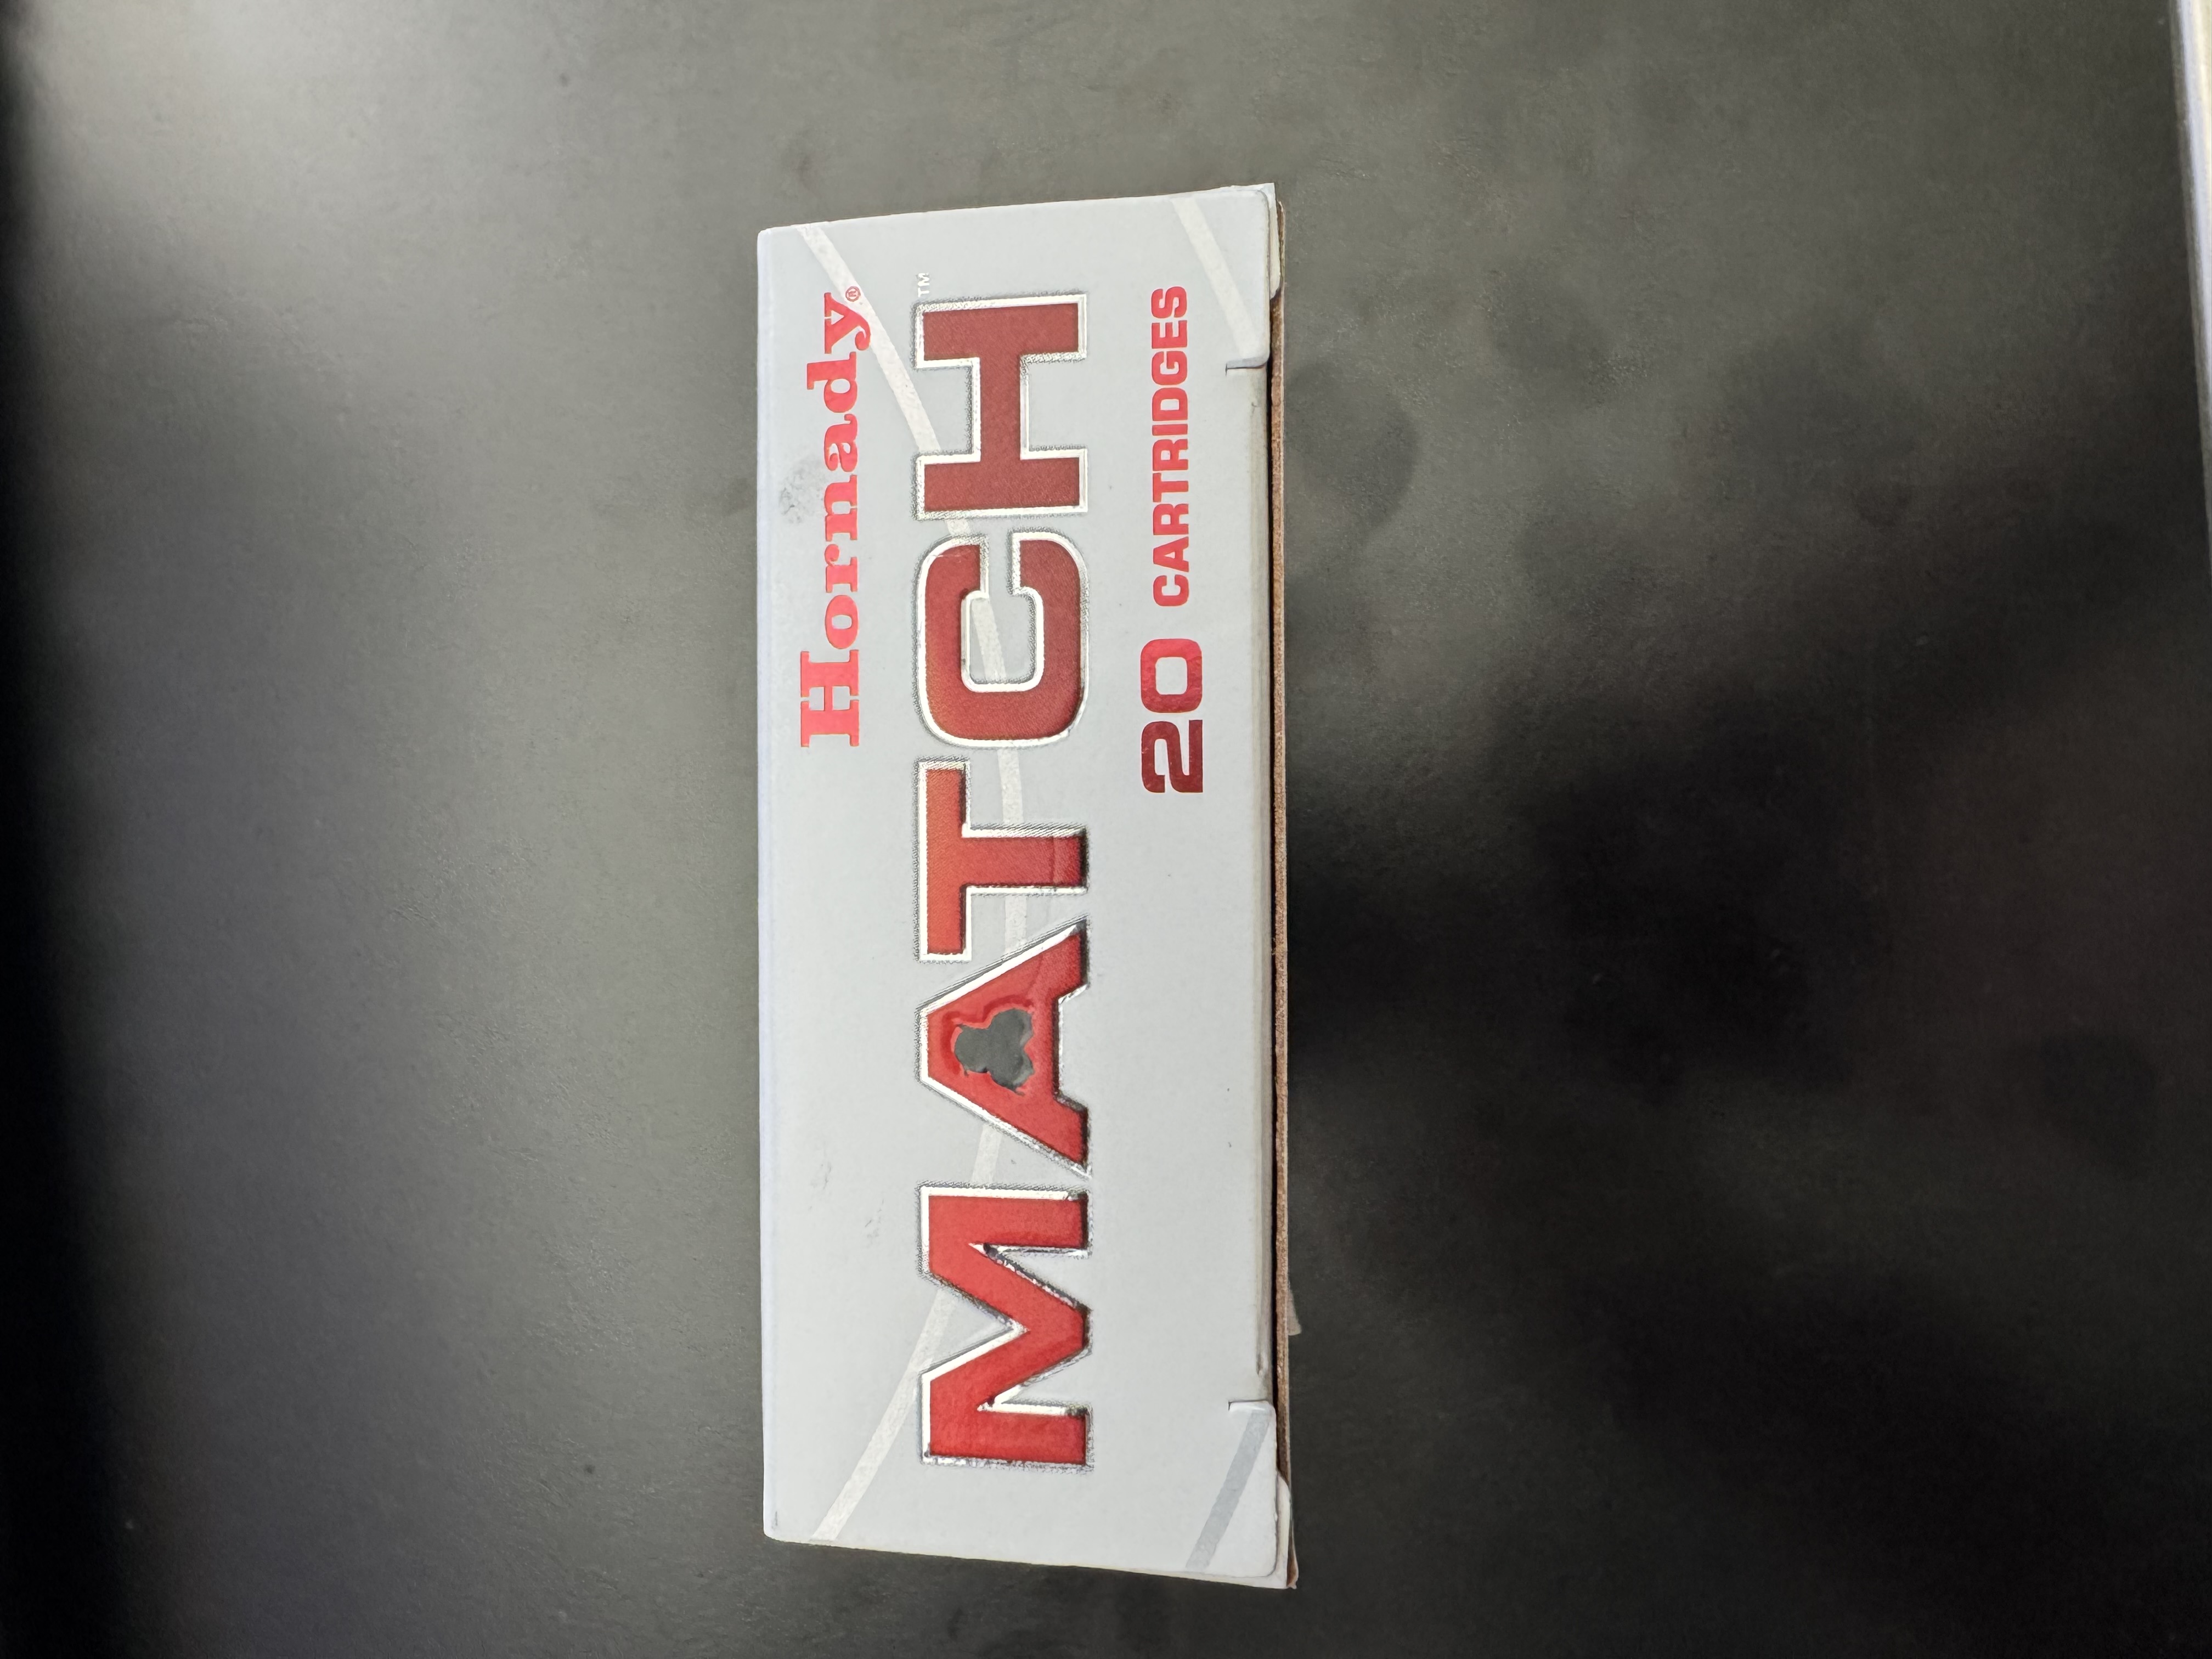 Hornady®
MATCH™
20 CARTRIDGES